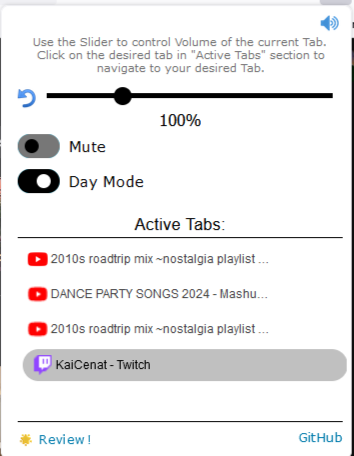 Use the Slider to control Volume of the current Tab.
Click on the desired tab in "Active Tabs" section to
navigate to your desired Tab.
100%
Mute
Day Mode
Active Tabs:
2010s roadtrip mix ~nostalgia playlist ...
DANCE PARTY SONGS 2024 - Mashu...
2010s roadtrip mix ~nostalgia playlist ...
KaiCenat - Twitch
Review!
GitHub